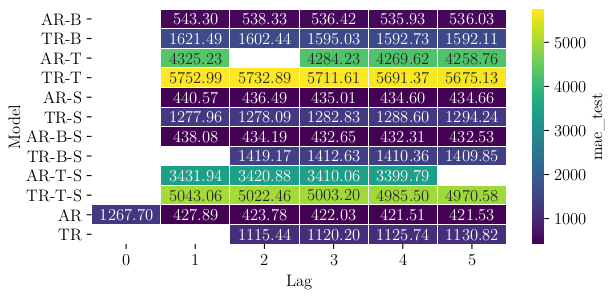 AR-B 543.30 538.33 536.42 535.93 536.03
TR-B 1621.49 1602.44 1595.03 1592.73 1592.11
AR-T 4325.23 4284.23 4269.62 4258.76
TR-T 5752.99 5732.89 5711.61 5691.37 5675.13
AR-S 440.57 436.49 435.01 434.60 434.66
TR-S 1277.96 1278.09 1282.83 1288.60 1294.24
AR-B-S 438.08 434.19 432.65 432.31 432.53
TR-B-S 1419.17 1412.63 1410.36 1409.85
AR-T-S 3431.94 3420.88 3410.06 3399.79
TR-T-S 5043.06 5022.46 5003.20 4985.50 4970.58
AR 1267.70 427.89 423.78 422.03 421.51 421.53
TR 1115.44 1120.20 1125.74 1130.82
0 1 2 3 4 5
Lag
Model
5000
4000
3000
2000
1000
mae_test